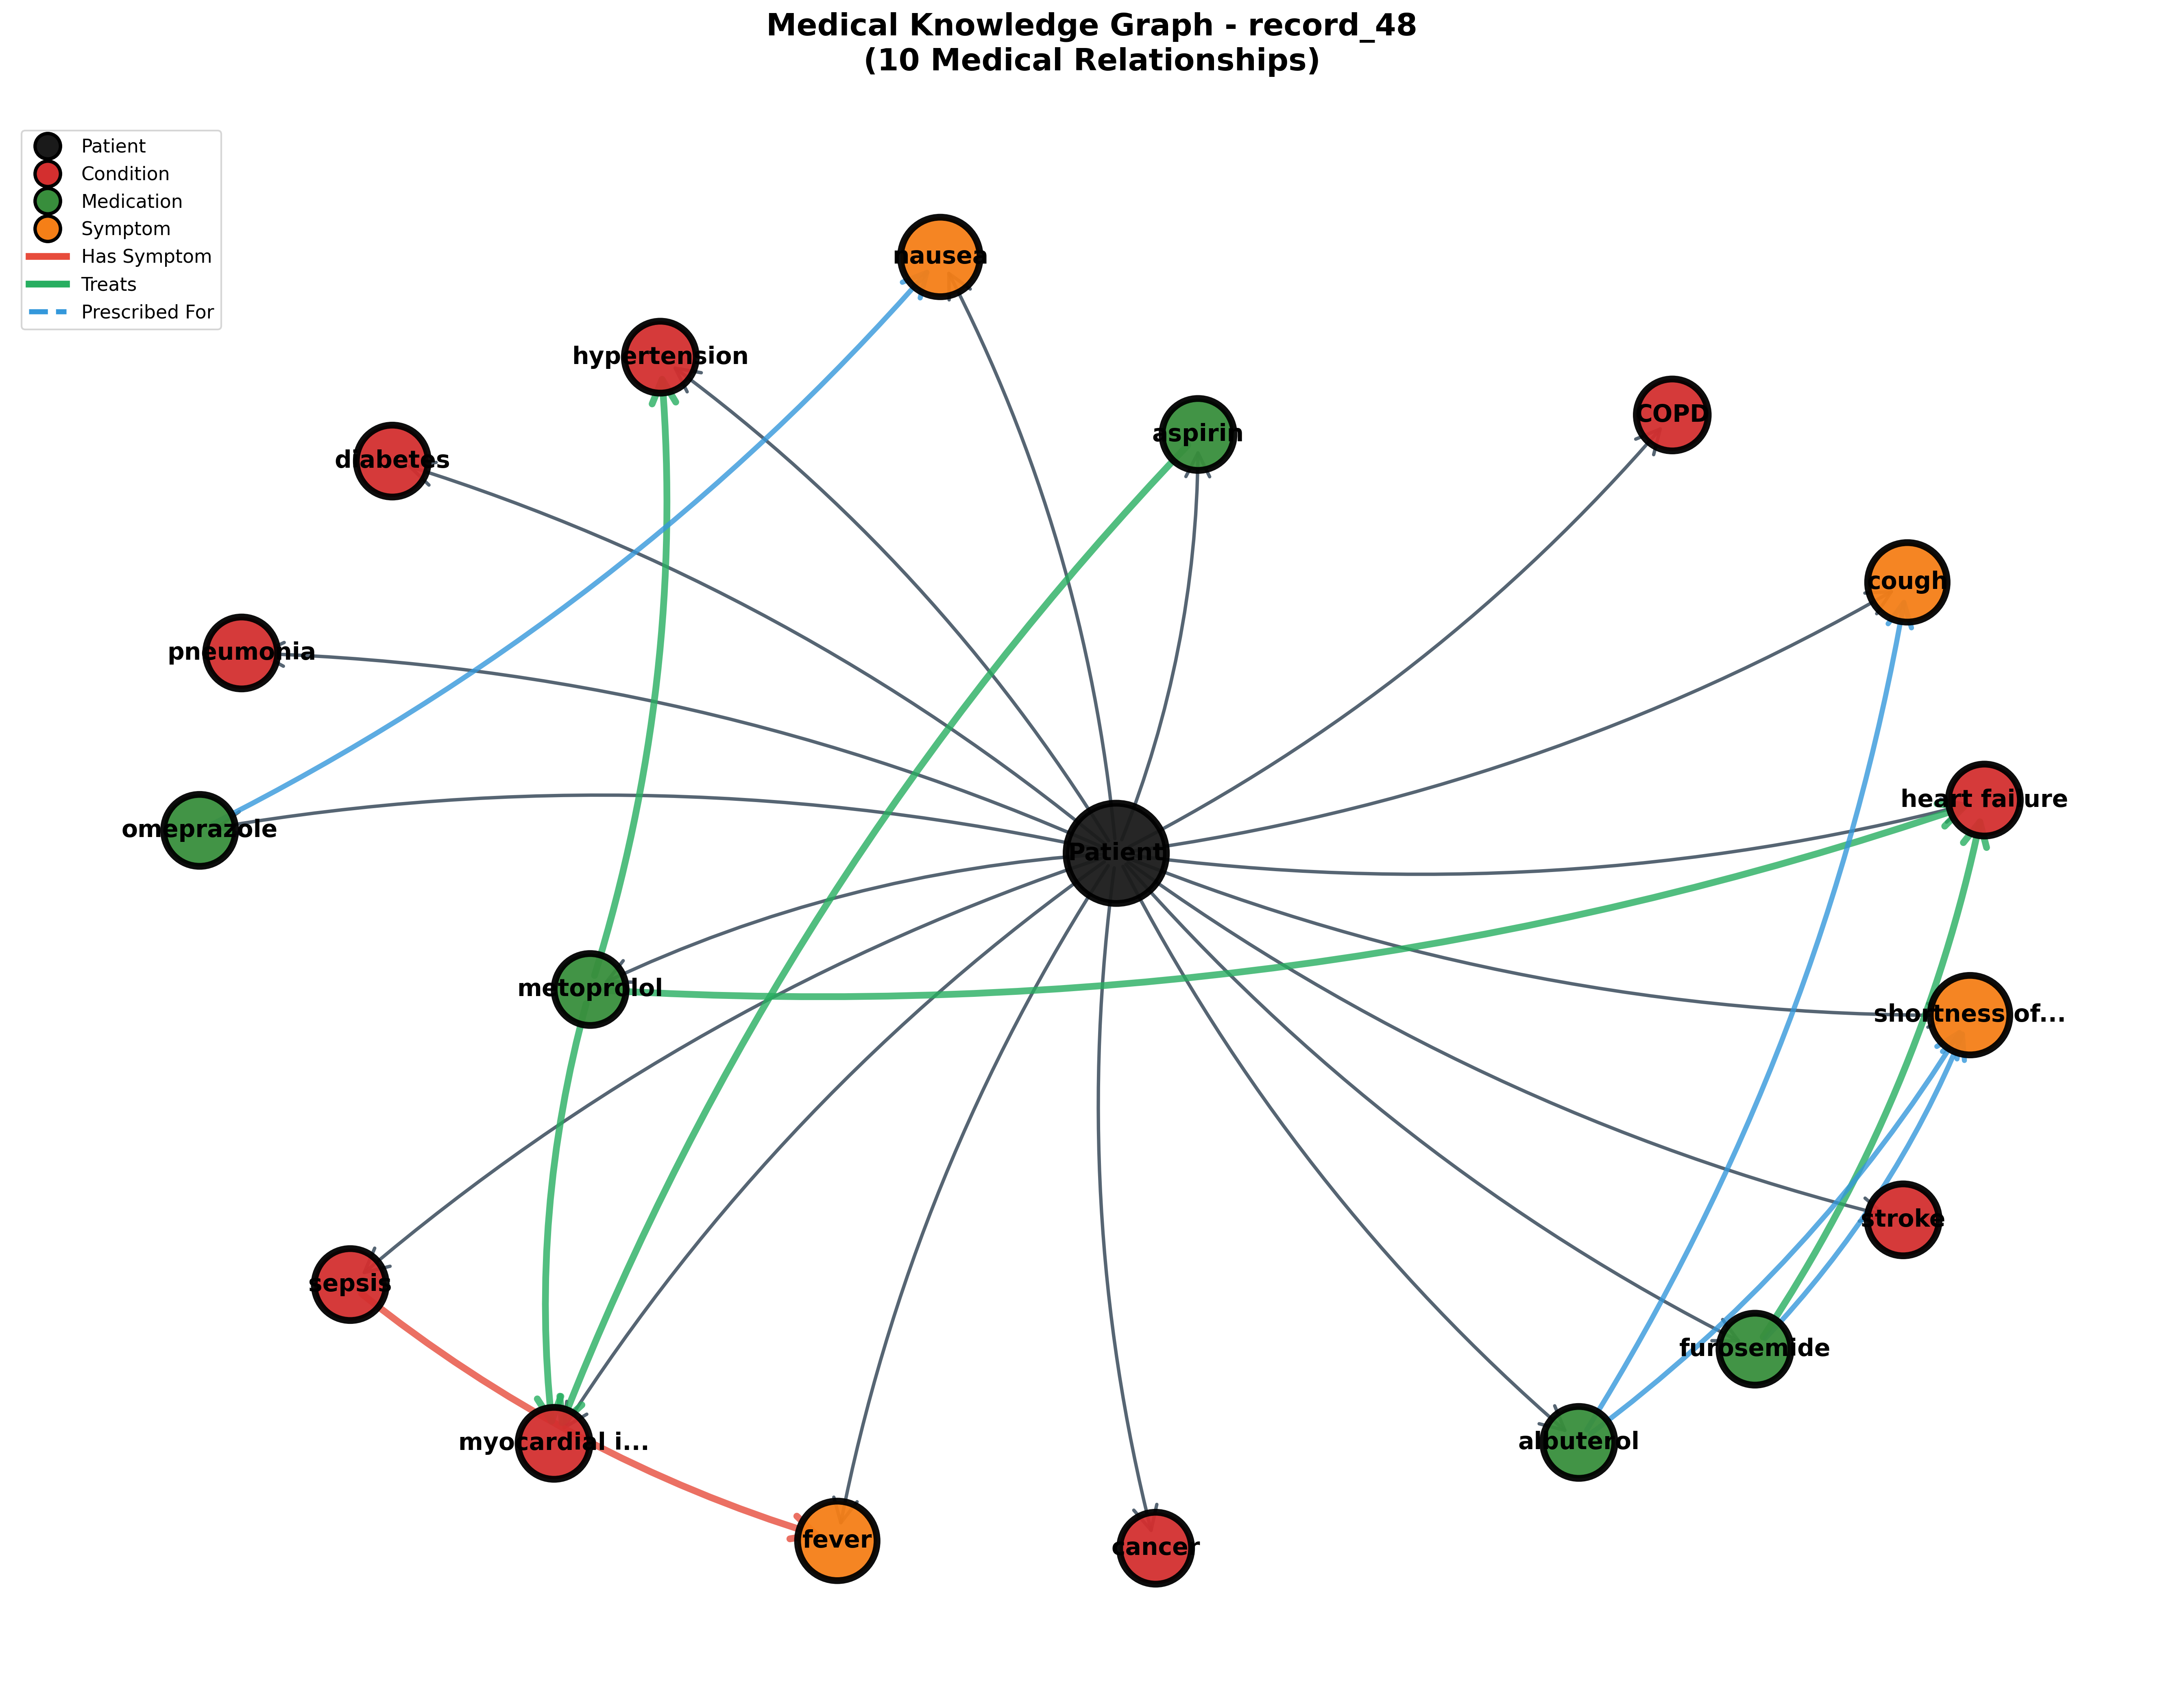 Medical Knowledge Graph - record_48
(10 Medical Relationships)
Patient
Condition
Medication
Symptom
Has Symptom
Treats
Prescribed For
nausea
hypertension
aspirin
COPD
diabetes
cough
pneumonia
heart failure
omeprazole
Patient
metoprolol
shortness of...
stroke
sepsis
furosemide
myocardial i...
albuterol
fever
cancer